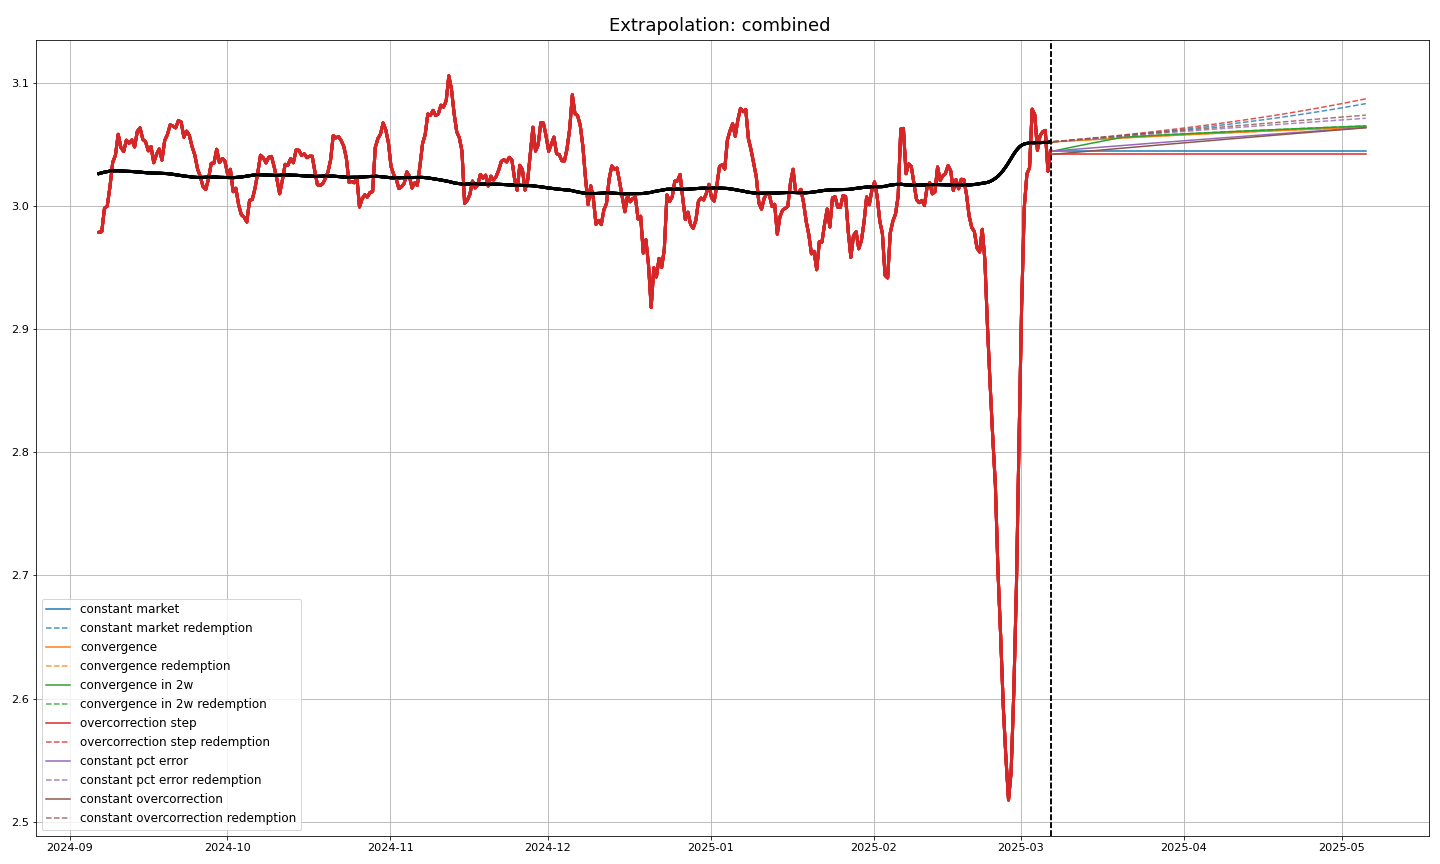 Extrapolation: combined
3.1
3.0
2.9
2.8
2.7
2.6
2.5
constant market
constant market redemption
convergence
convergence redemption
convergence in 2w
convergence in 2w redemption
overcorrection step
overcorrection step redemption
constant pct error
constant pct error redemption
constant overcorrection
constant overcorrection redemption
2024-09 2024-10 2024-11 2024-12 2025-01 2025-02 2025-03 2025-04 2025-05